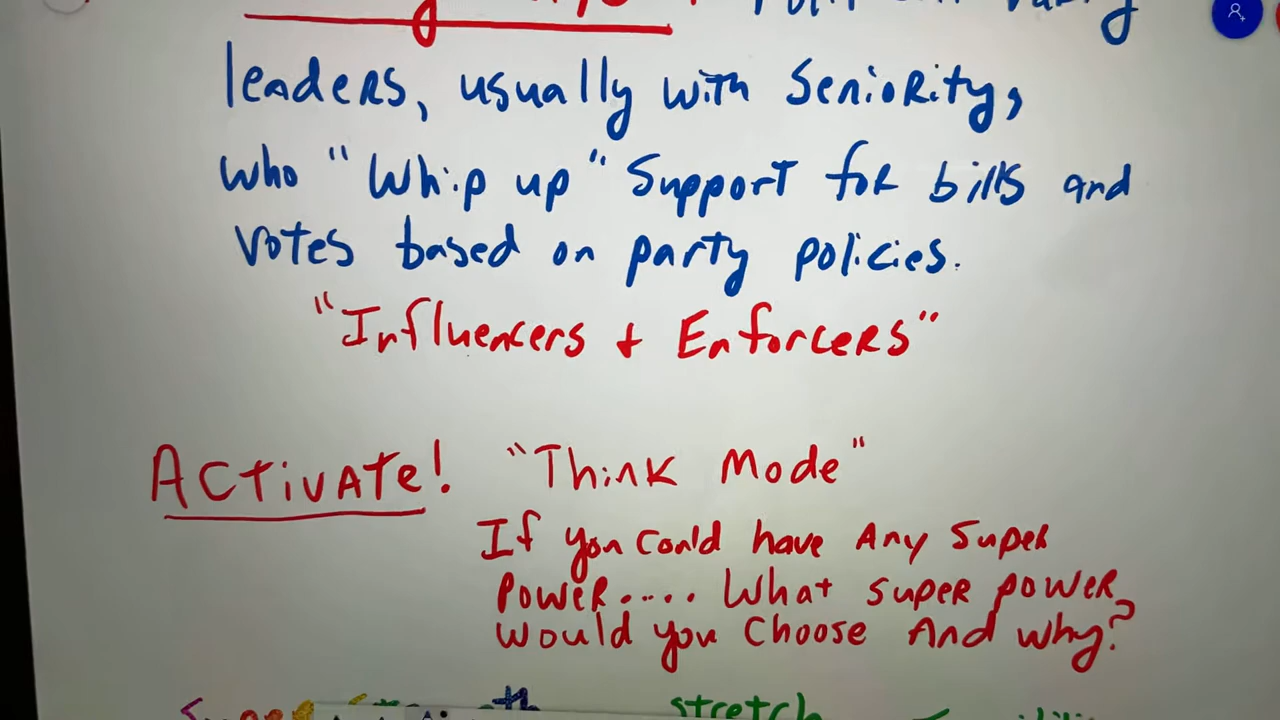 leaders, usually with Seniority,
who "Whip up" Support for bills and
votes based on party policies.
"Influencers + Enforcers"
Activate! "Think Mode"
If you could have Any Super
Power.... What super power
would you choose And why?
stretch